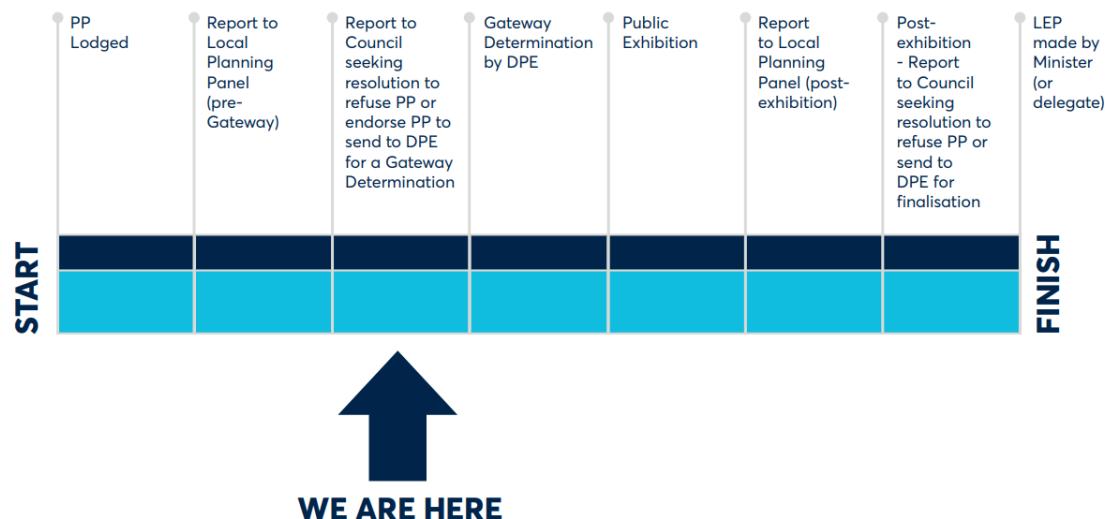 PP
Lodged
Report to
Local
Planning
Panel
(pre-
Gateway)
Report to
Council
seeking
resolution to
refuse PP or
endorse PP to
send to DPE
for a Gateway
Determination
Gateway
Determination
by DPE
Public
Exhibition
Report
to Local
Planning
Panel (post-
exhibition)
Post-
exhibition
- Report
to Council
seeking
resolution to
refuse PP or
send to
DPE for
finalisation
LEP
made by
Minister
(or
delegate)
START
FINISH
WE ARE HERE